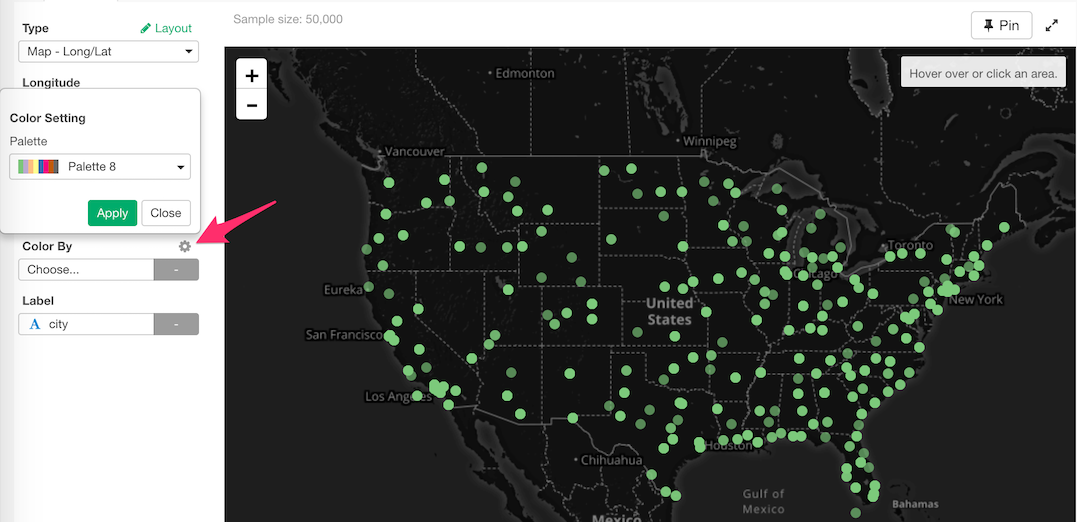 Type
Layout
Map - Long/Lat
Longitude
Color Setting
Palette
Palette 8
Apply
Close
Color By
Choose...
-
Label
A city
-
Sample size: 50,000
Pin
+
-
Hover over or click an area.
Edmonton
Winnipeg
Vancouver
Toronto
Chicago
Eureka
United
States
New York
San Francisco
Los Angeles
Houston
Chihuahua
Gulf of
Mexico
Bahamas
Mexico